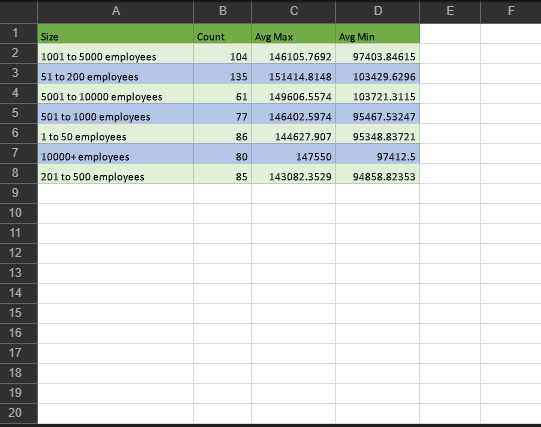 A B C D E F
1 Size Count Avg Max Avg Min
2 1001 to 5000 employees 104 146105.7692 97403.84615
3 51 to 200 employees 135 151414.8148 103429.6296
4 5001 to 10000 employees 61 149606.5574 103721.3115
5 501 to 1000 employees 77 146402.5974 95467.53247
6 1 to 50 employees 86 144627.907 95348.83721
7 10000+ employees 80 147550 97412.5
8 201 to 500 employees 85 143082.3529 94858.82353
9
10
11
12
13
14
15
16
17
18
19
20